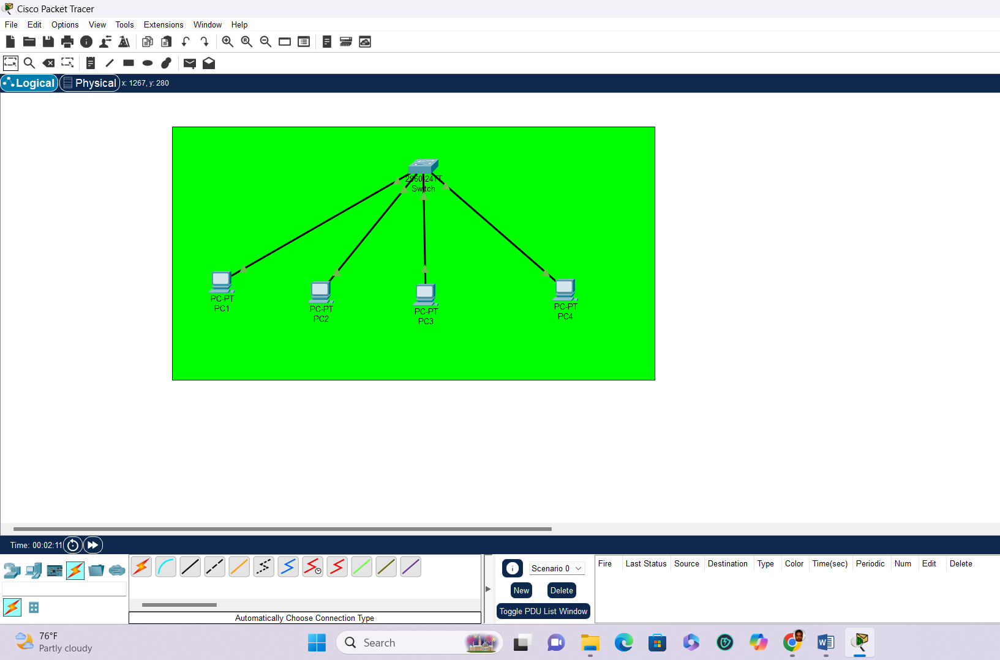 Cisco Packet Tracer
File Edit Options View Tools Extensions Window Help
Logical Physical x: 1267, y: 280
2960-24TT
Switch
PC-PT
PC1
PC-PT
PC2
PC-PT
PC3
PC-PT
PC4
Time: 00:02:11
Scenario 0
New Delete
Toggle PDU List Window
Fire Last Status Source Destination Type Color Time(sec) Periodic Num Edit Delete
Automatically Choose Connection Type
76°F
Partly cloudy
Search